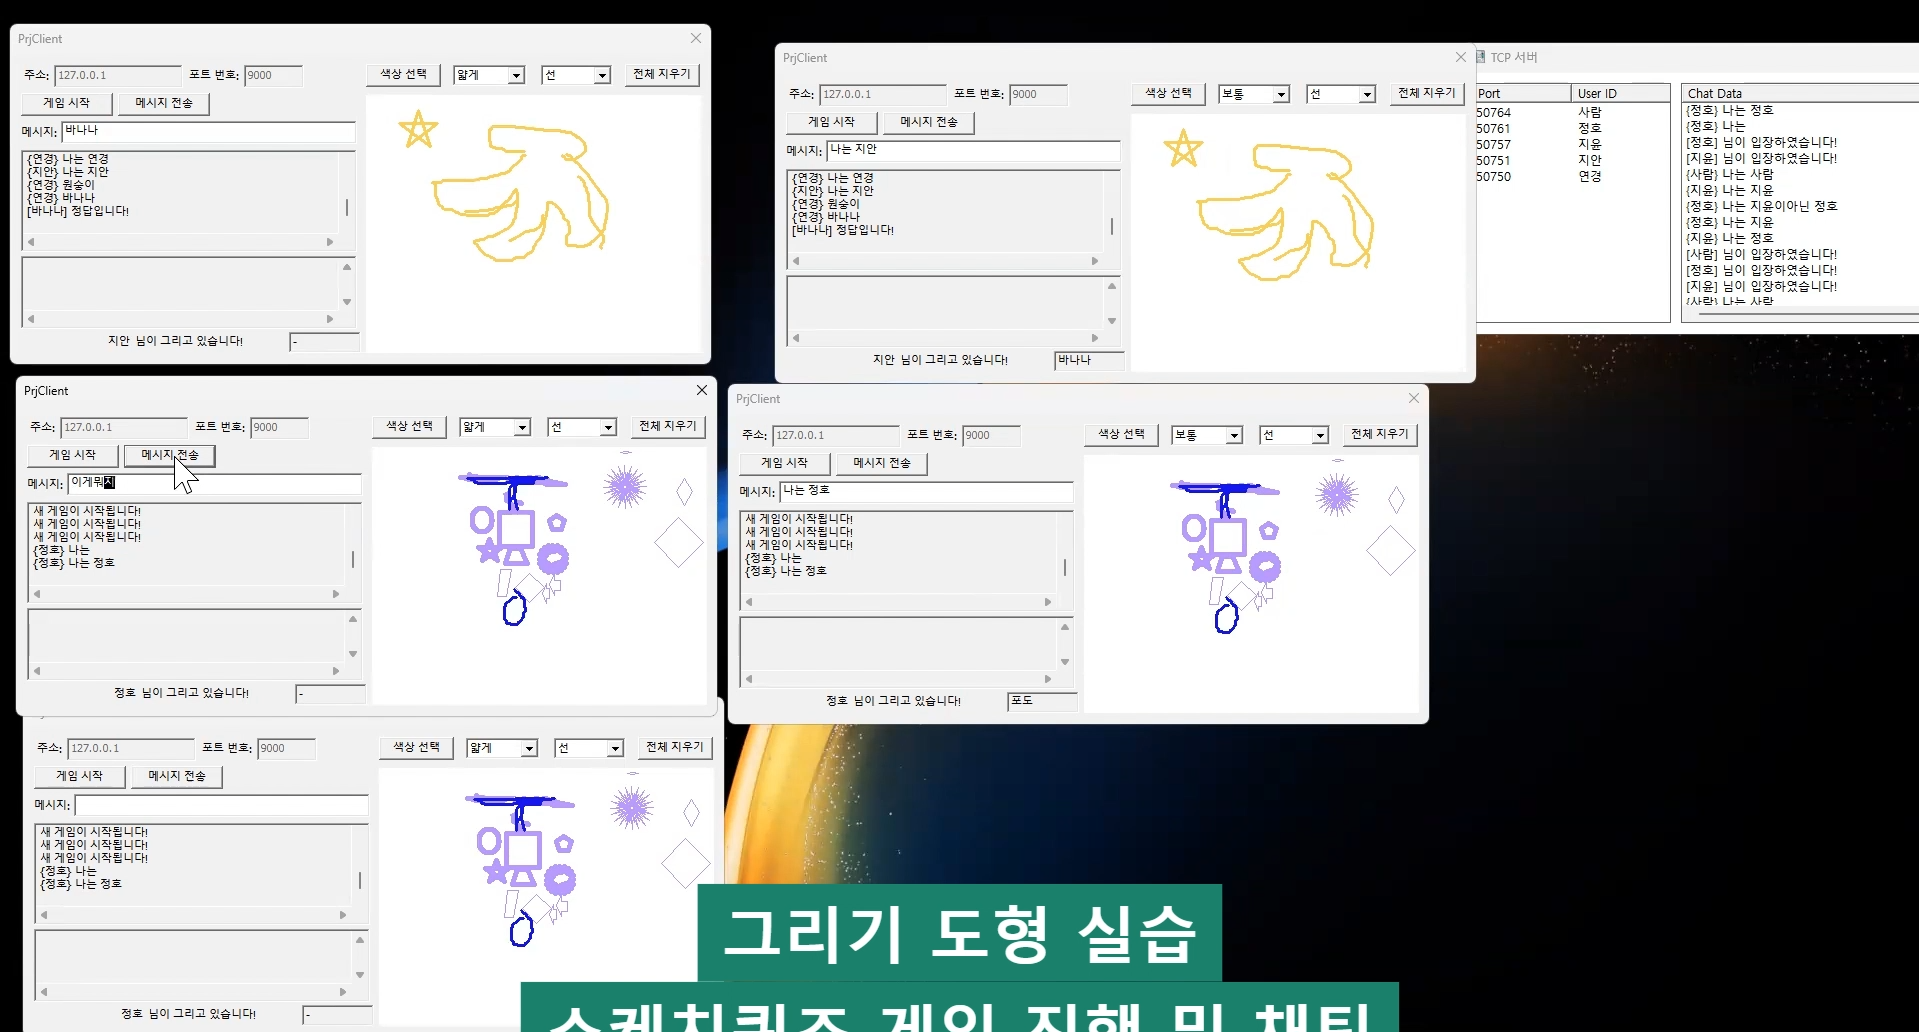 PrjClient
주소: 127.0.0.1 포트 번호: 9000 색상 선택 얇게 선 전체 지우기
게임 시작 메시지 전송
메시지: 바나나
{연경} 나는 연경
{지안} 나는 지안
{연경} 원숭이
{연경} 바나나
[바나나] 정답입니다!
지안 님이 그리고 있습니다! -
PrjClient
주소: 127.0.0.1 포트 번호: 9000 색상 선택 보통 선 전체 지우기
게임 시작 메시지 전송
메시지: 나는 지안
{연경} 나는 연경
{지안} 나는 지안
{연경} 원숭이
{연경} 바나나
[바나나] 정답입니다!
지안 님이 그리고 있습니다! 바나나
TCP 서버
Port User ID
50764 사람
50761 정호
50757 지윤
50751 지안
50750 연경
Chat Data
{정호} 나는 정호
{정호} 나는
[정호] 님이 입장하였습니다!
[지윤] 님이 입장하였습니다!
{사람} 나는 사람
{지윤} 나는 지윤
{정호} 나는 지윤이아닌 정호
{정호} 나는 지윤
{지윤} 나는 정호
[사람] 님이 입장하였습니다!
[정호] 님이 입장하였습니다!
[지윤] 님이 입장하였습니다!
{사람} 나는 사람
PrjClient
주소: 127.0.0.1 포트 번호: 9000 색상 선택 얇게 선 전체 지우기
게임 시작 메시지 전송
메시지: 이게뭐지
새 게임이 시작됩니다!
새 게임이 시작됩니다!
새 게임이 시작됩니다!
{정호} 나는
{정호} 나는 정호
정호 님이 그리고 있습니다! -
PrjClient
주소: 127.0.0.1 포트 번호: 9000 색상 선택 보통 선 전체 지우기
게임 시작 메시지 전송
메시지: 나는 정호
새 게임이 시작됩니다!
새 게임이 시작됩니다!
새 게임이 시작됩니다!
{정호} 나는
{정호} 나는 정호
정호 님이 그리고 있습니다! 포도
주소: 127.0.0.1 포트 번호: 9000 색상 선택 얇게 선 전체 지우기
게임 시작 메시지 전송
메시지:
새 게임이 시작됩니다!
새 게임이 시작됩니다!
새 게임이 시작됩니다!
{정호} 나는
{정호} 나는 정호
정호 님이 그리고 있습니다! -
그리기 도형 실습
스케치퀴즈 게임 진행 및 채팅